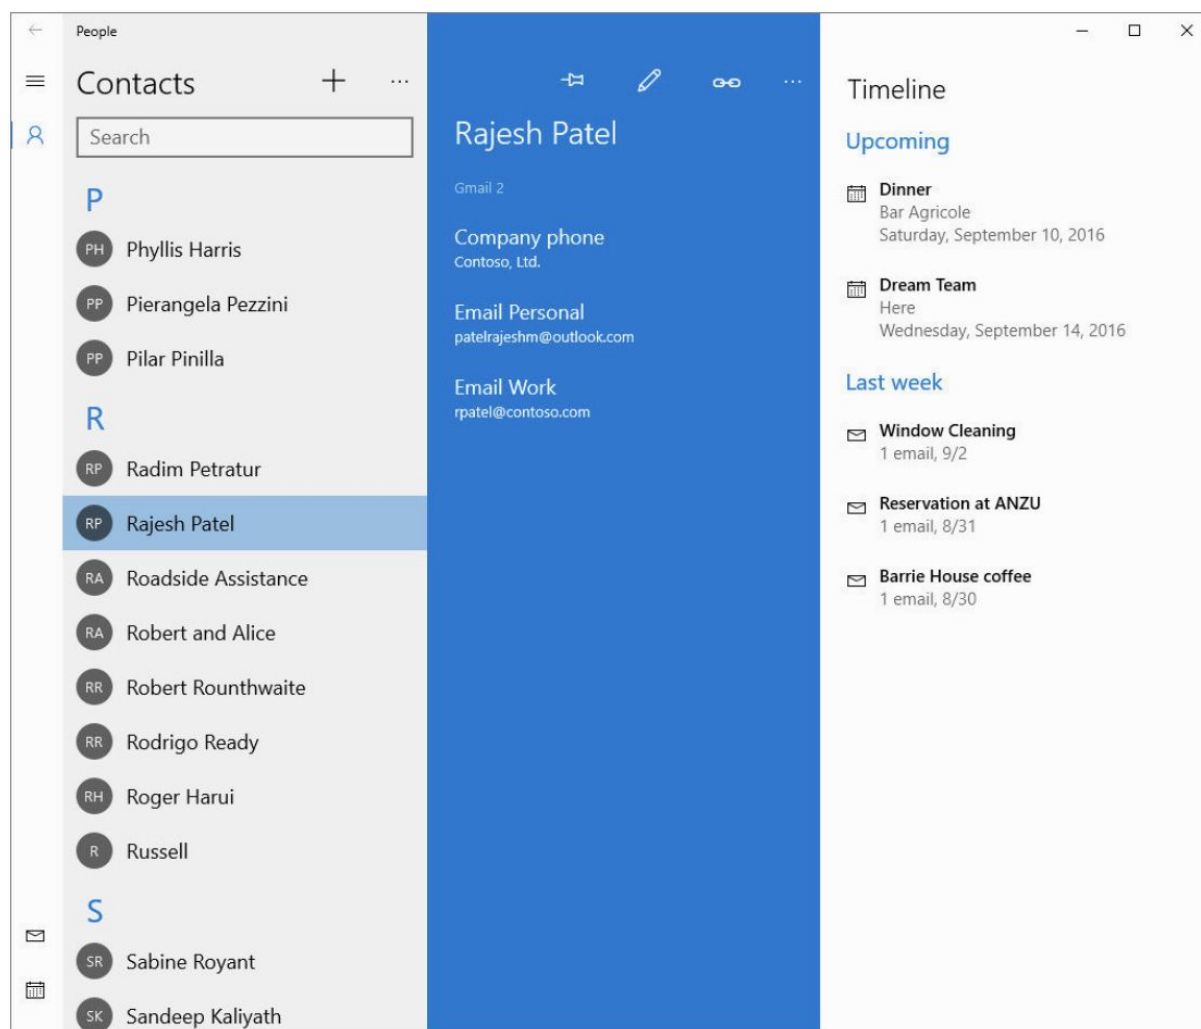 People
Contacts
Search
P
PH Phyllis Harris
PP Pierangela Pezzini
PP Pilar Pinilla
R
RP Radim Petratur
RP Rajesh Patel
RA Roadside Assistance
RA Robert and Alice
RR Robert Rounthwaite
RR Rodrigo Ready
RH Roger Harui
R Russell
S
SR Sabine Royant
SK Sandeep Kaliyath
Rajesh Patel
Gmail 2
Company phone
Contoso, Ltd.
Email Personal
patelrajeshm@outlook.com
Email Work
rpatel@contoso.com
Timeline
Upcoming
Dinner
Bar Agricole
Saturday, September 10, 2016
Dream Team
Here
Wednesday, September 14, 2016
Last week
Window Cleaning
1 email, 9/2
Reservation at ANZU
1 email, 8/31
Barrie House coffee
1 email, 8/30